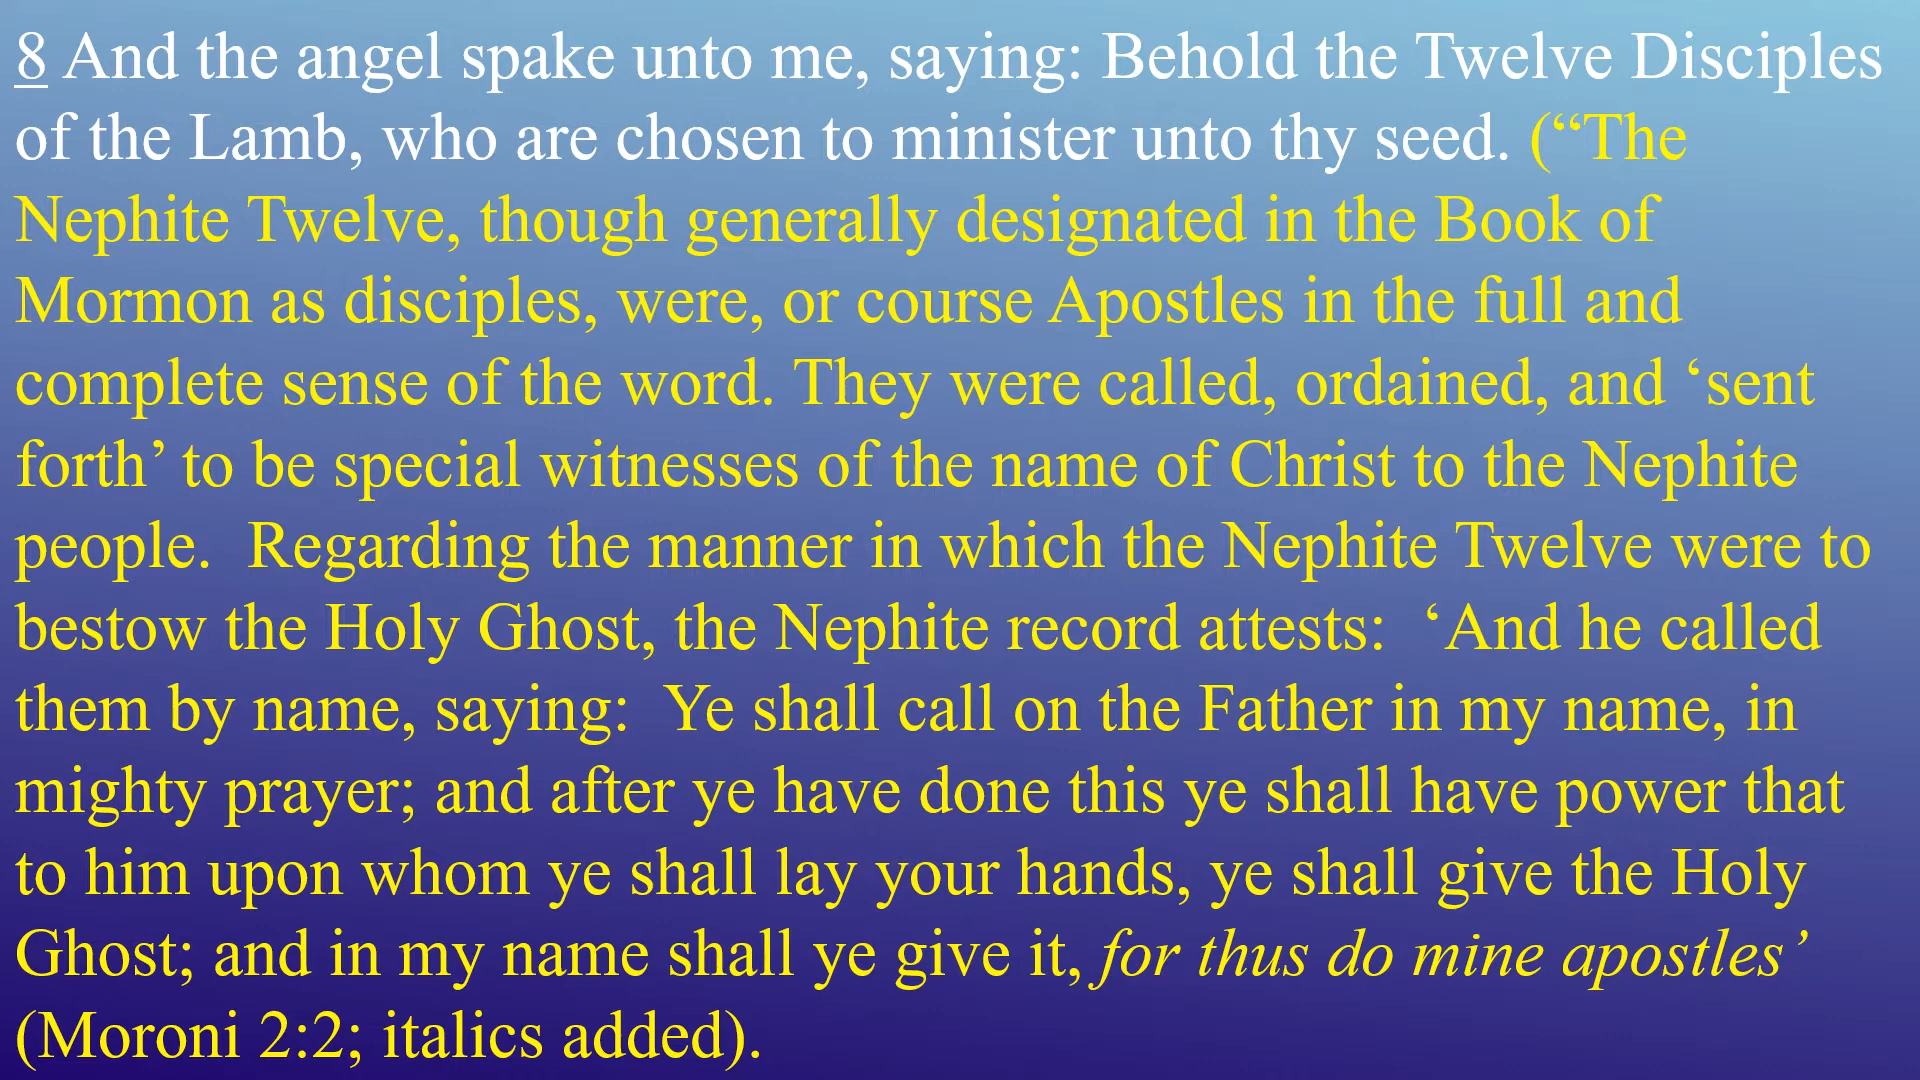 8 And the angel spake unto me, saying: Behold the Twelve Disciples
of the Lamb, who are chosen to minister unto thy seed. (“The
Nephite Twelve, though generally designated in the Book of
Mormon as disciples, were, or course Apostles in the full and
complete sense of the word. They were called, ordained, and ‘sent
forth’ to be special witnesses of the name of Christ to the Nephite
people.  Regarding the manner in which the Nephite Twelve were to
bestow the Holy Ghost, the Nephite record attests:  ‘And he called
them by name, saying:  Ye shall call on the Father in my name, in
mighty prayer; and after ye have done this ye shall have power that
to him upon whom ye shall lay your hands, ye shall give the Holy
Ghost; and in my name shall ye give it, for thus do mine apostles’
(Moroni 2:2; italics added).